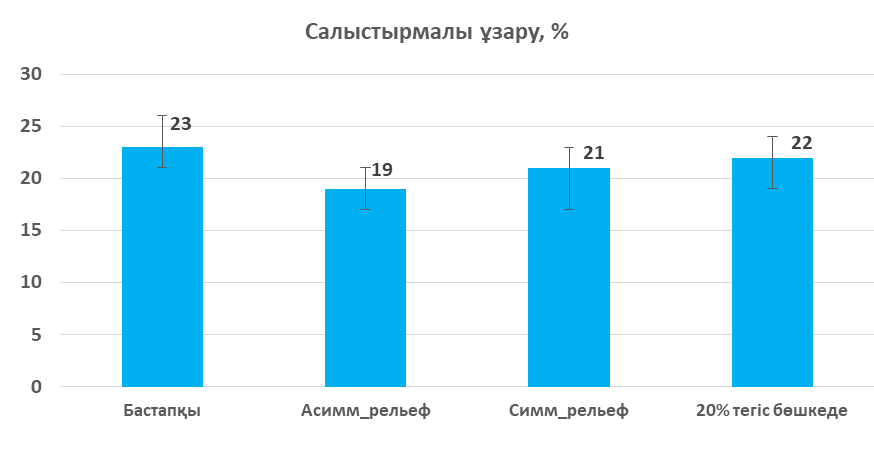 Салыстырмалы ұзару, %
30
25
20
15
10
5
0
23
19
21
22
Бастапқы
Асимм_рельеф
Симм_рельеф
20% тегіс бөшкеде